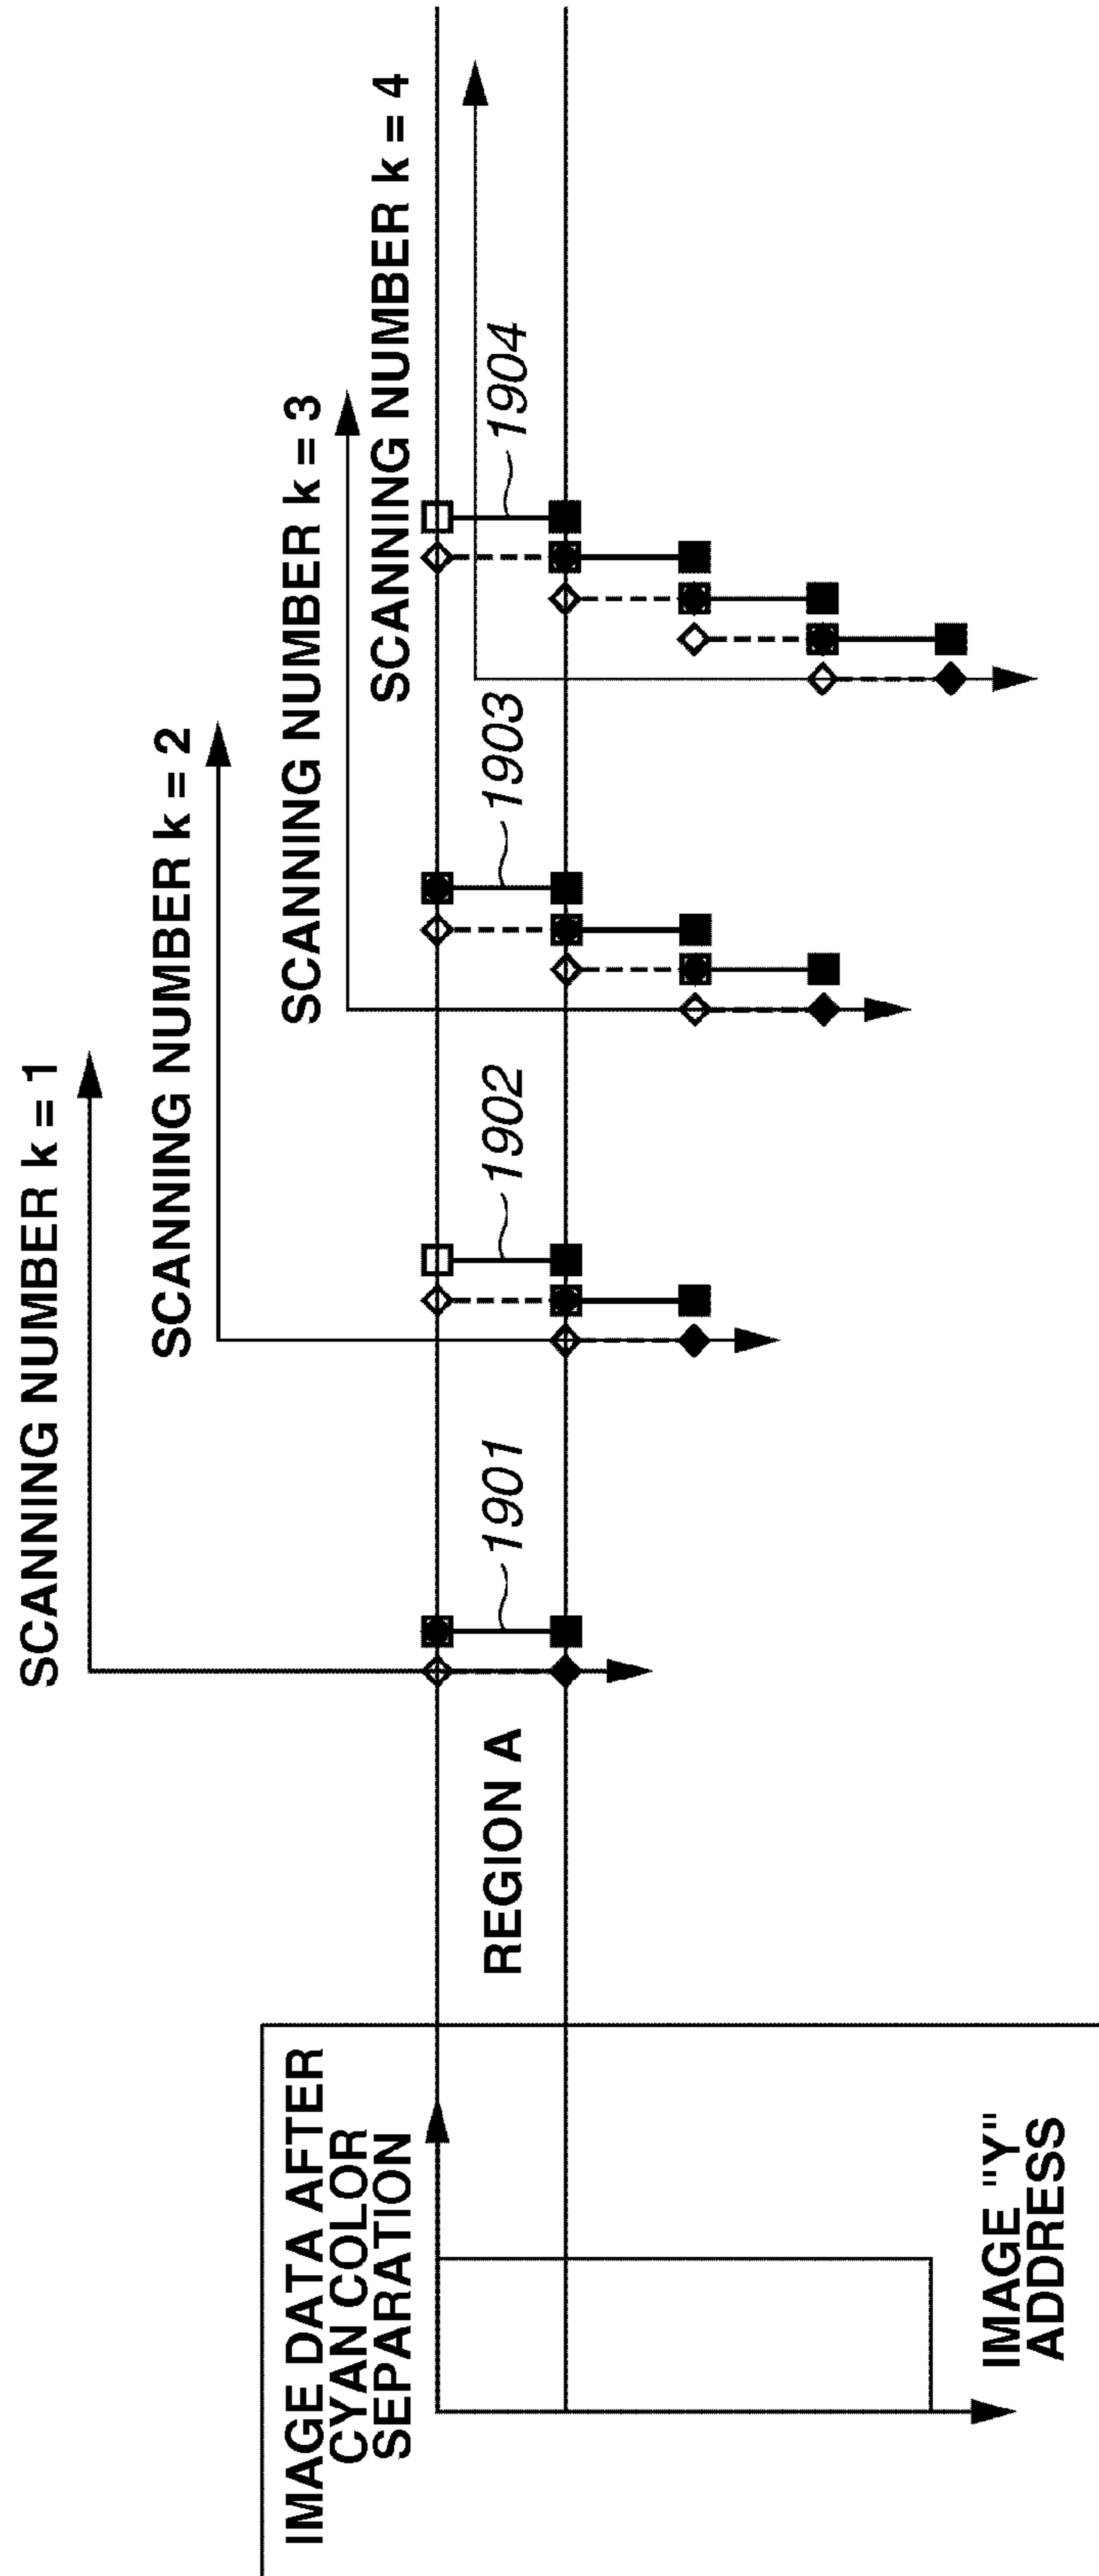 SCANNING NUMBER k = 1
SCANNING NUMBER k = 2
SCANNING NUMBER k = 3
SCANNING NUMBER k = 4
IMAGE DATA AFTER
CYAN COLOR
SEPARATION
REGION A
1901
1902
1903
1904
IMAGE "Y"
ADDRESS